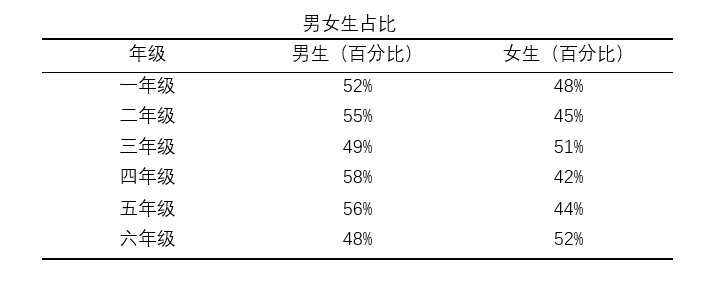 男女生占比
年级 男生（百分比） 女生（百分比）
一年级 52% 48%
二年级 55% 45%
三年级 49% 51%
四年级 58% 42%
五年级 56% 44%
六年级 48% 52%